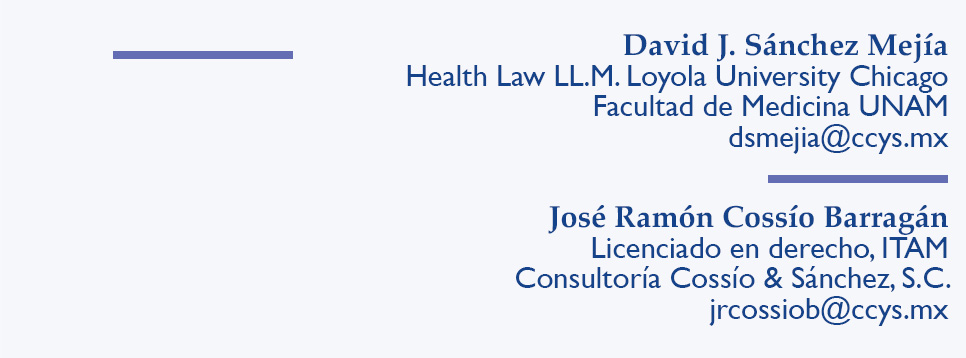 David J. Sánchez Mejía
Health Law LL.M. Loyola University Chicago
Facultad de Medicina UNAM
dsmejia@ccys.mx
José Ramón Cossío Barragán
Licenciado en derecho, ITAM
Consultoría Cossío & Sánchez, S.C.
jrcossiob@ccys.mx